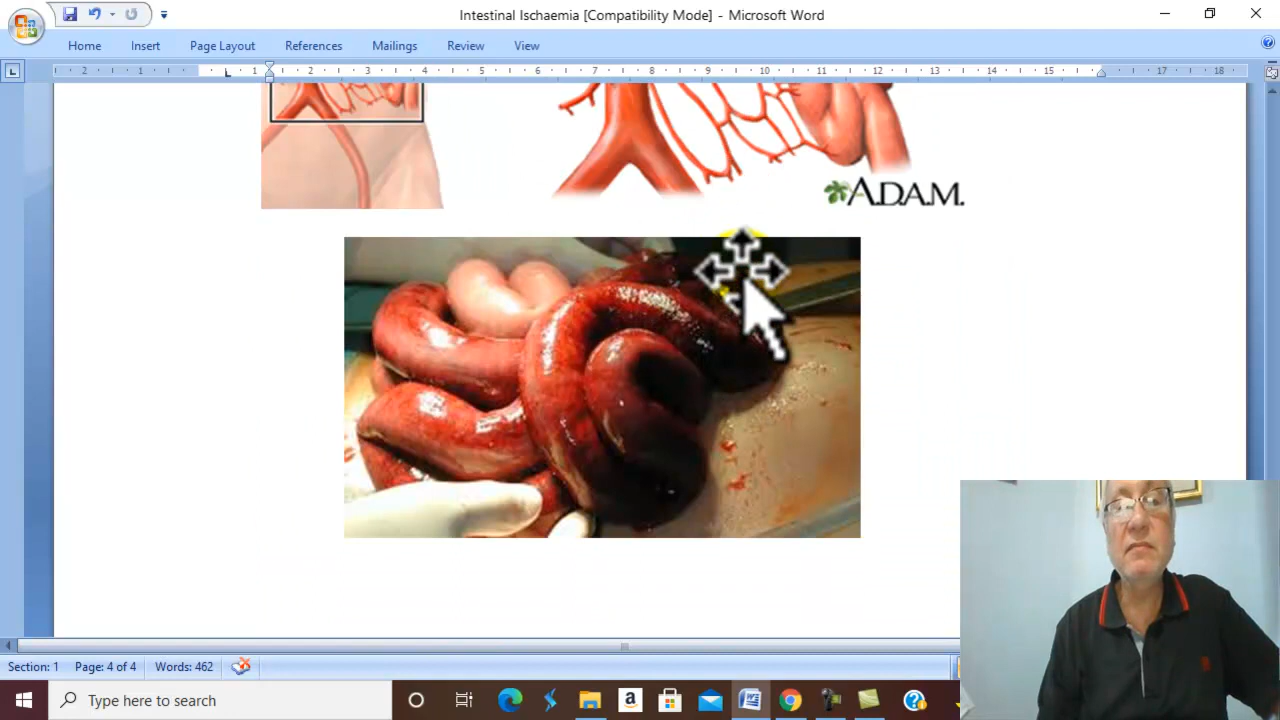 Intestinal Ischaemia [Compatibility Mode] - Microsoft Word
Home Insert Page Layout References Mailings Review View
2 1 1 2 3 4 5 6 7 8 9 10 11 12 13 14 15 17 18
A.D.A.M.
Section: 1 Page: 4 of 4 Words: 462
Type here to search